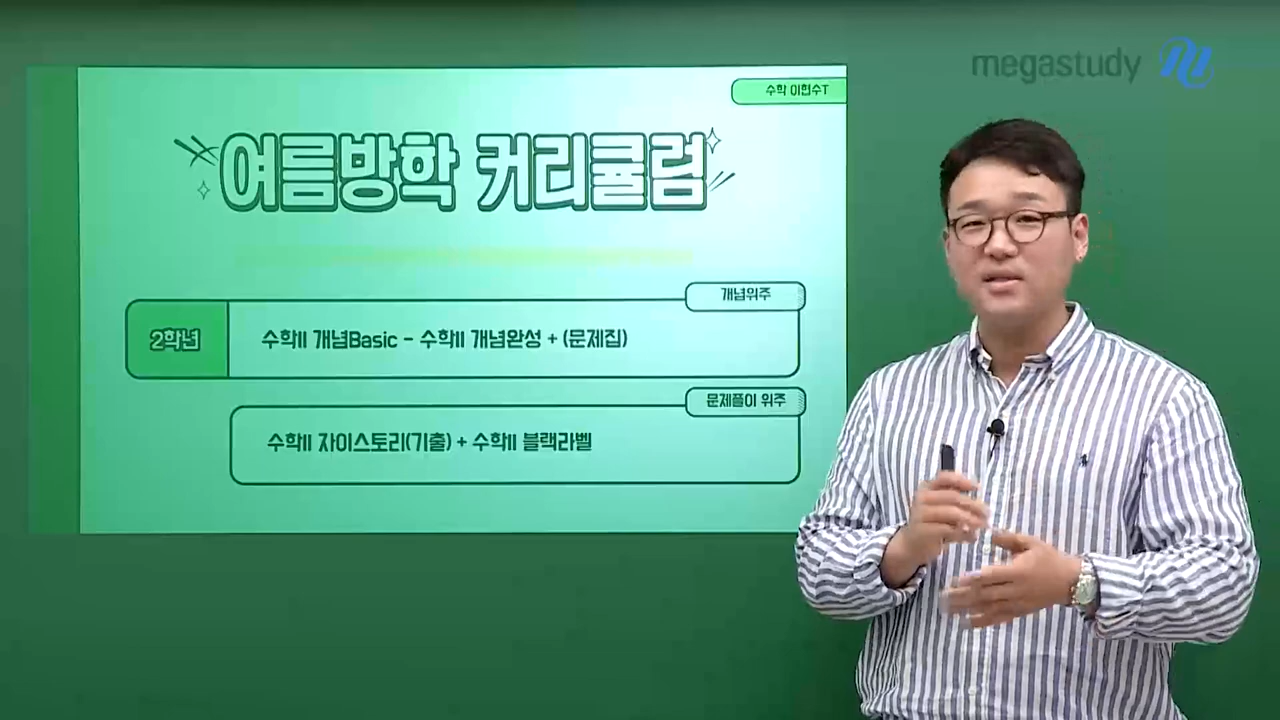 megastudy
수학 이헌수T
여름방학 커리큘럼
개념위주
2학년
수학II 개념Basic - 수학II 개념완성 + (문제집)
문제풀이 위주
수학II 자이스토리(기출) + 수학II 블랙라벨